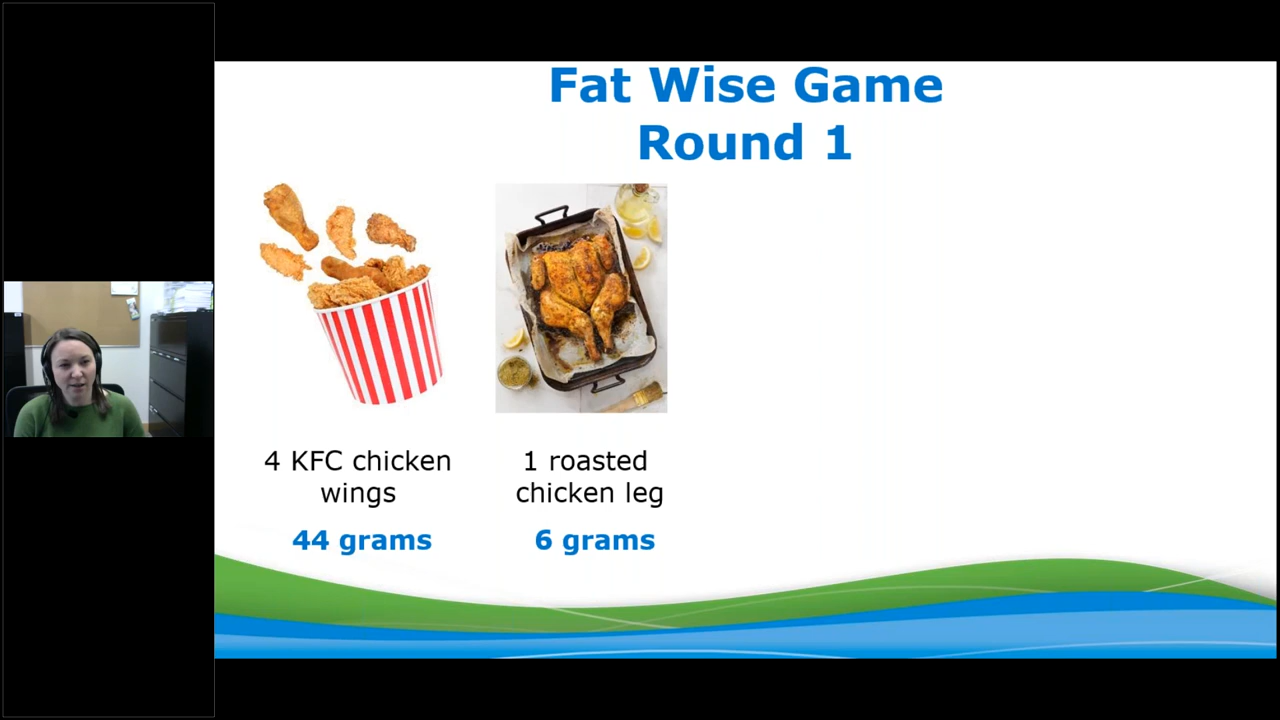 Fat Wise Game
Round 1
4 KFC chicken
wings
44 grams
1 roasted
chicken leg
6 grams